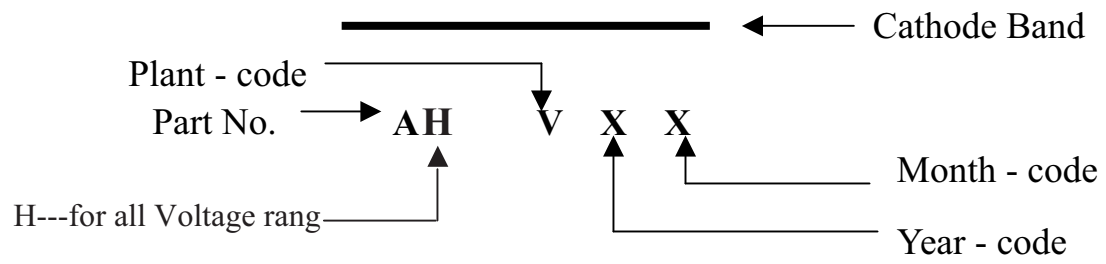 Cathode Band
Plant - code
Part No. AH V X X
Month - code
H---for all Voltage rang
Year - code